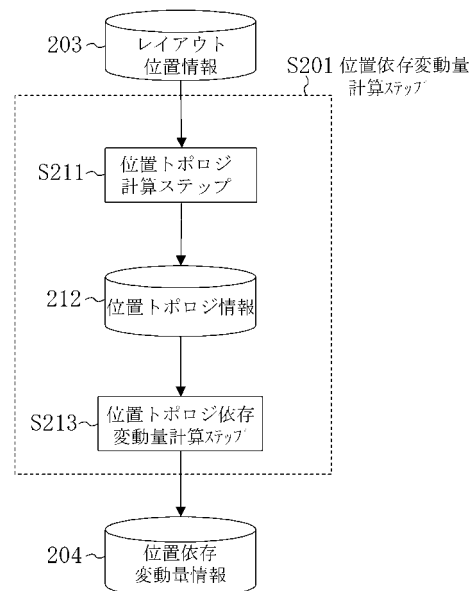 203
レイアウト
位置情報
S201 位置依存変動量
計算ステップ
S211
位置トポロジ
計算ステップ
212
位置トポロジ情報
S213
位置トポロジ依存
変動量計算ステップ
204
位置依存
変動量情報